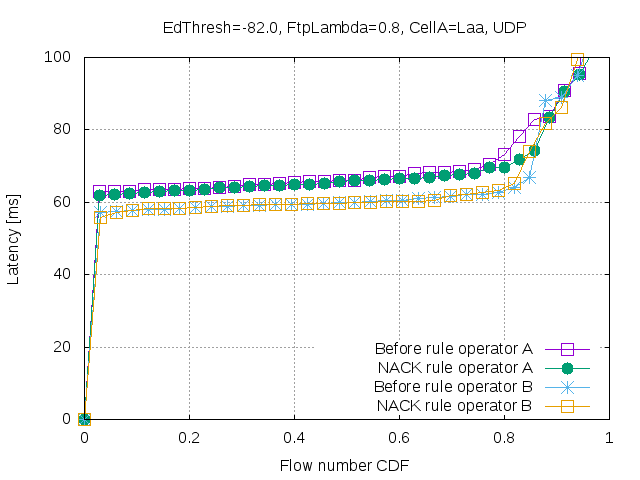 EdThresh=-82.0, FtpLambda=0.8, CellA=Laa, UDP
100
80
60
40
20
0
Latency [ms]
Before rule operator A
NACK rule operator A
Before rule operator B
NACK rule operator B
0 0.2 0.4 0.6 0.8 1
Flow number CDF